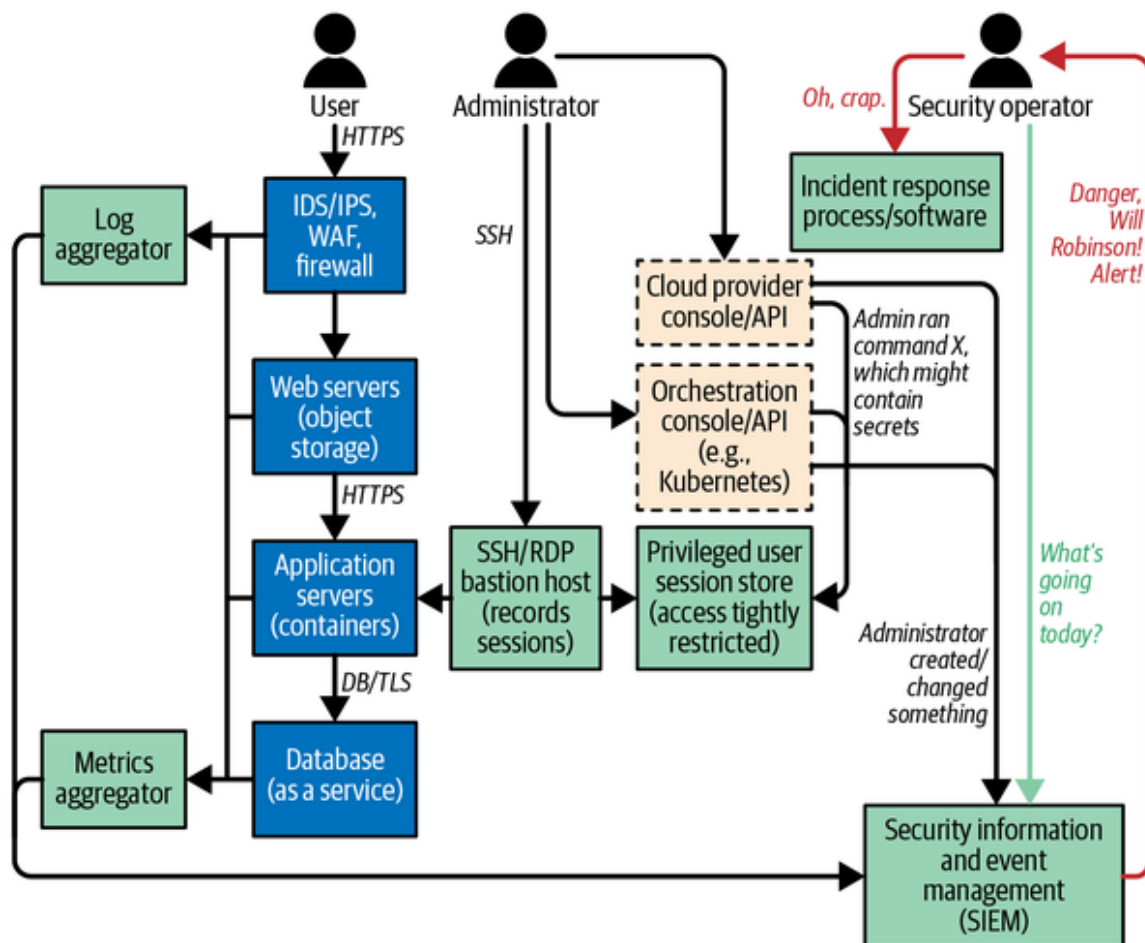 User
Administrator
Security operator
HTTPS
Oh, crap.
Log
aggregator
IDS/IPS,
WAF,
firewall
SSH
Incident response
process/software
Danger,
Will
Robinson!
Alert!
Cloud provider
console/API
Admin ran
command X,
which might
contain
secrets
Web servers
(object
storage)
Orchestration
console/API
(e.g.,
Kubernetes)
HTTPS
Application
servers
(containers)
SSH/RDP
bastion host
(records
sessions)
Privileged user
session store
(access tightly
restricted)
What's
going
on
today?
Administrator
created/
changed
something
DB/TLS
Metrics
aggregator
Database
(as a service)
Security information
and event
management
(SIEM)